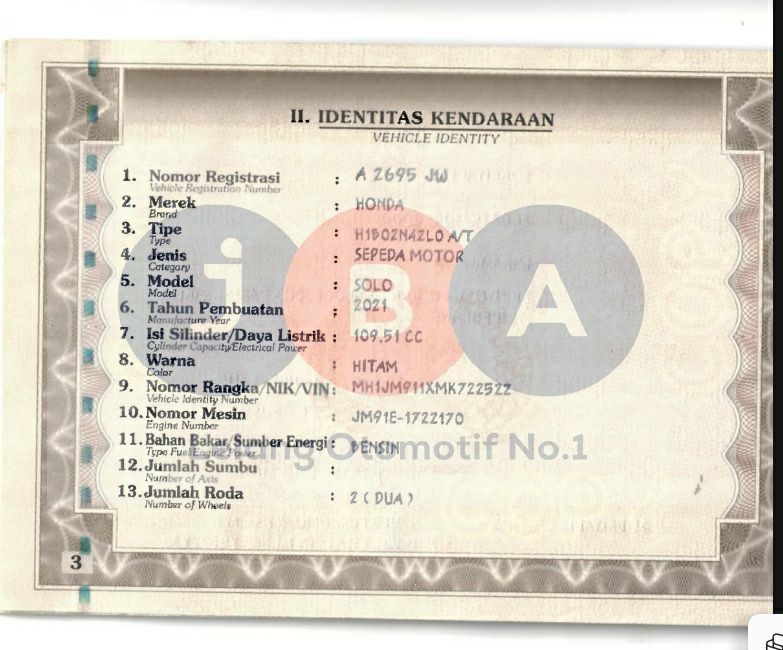 II. IDENTITAS KENDARAAN
VEHICLE IDENTITY
1. Nomor Registrasi : A 2695 JW
Vehicle Registration Number
2. Merek : HONDA
Brand
3. Tipe : H1B02N42L0 A/T
Type
4. Jenis : SEPEDA MOTOR
Category
5. Model : SOLO
Model
6. Tahun Pembuatan : 2021
Manufacture Year
7. Isi Silinder/Daya Listrik : 109,51 CC
Cylinder Capacity/Electrical Power
8. Warna : HITAM
Color
9. Nomor Rangka/NIK/VIN : MH1JM9111XMK722522
Vehicle Identity Number
10. Nomor Mesin : JM91E-1722170
Engine Number
11. Bahan Bakar/Sumber Energi : BENSIN
Type Fuel/Engine Power
12. Jumlah Sumbu :
Number of Axis
13. Jumlah Roda : 2 ( DUA )
Number of Wheels
3
JBA
Lelang Otomotif No.1